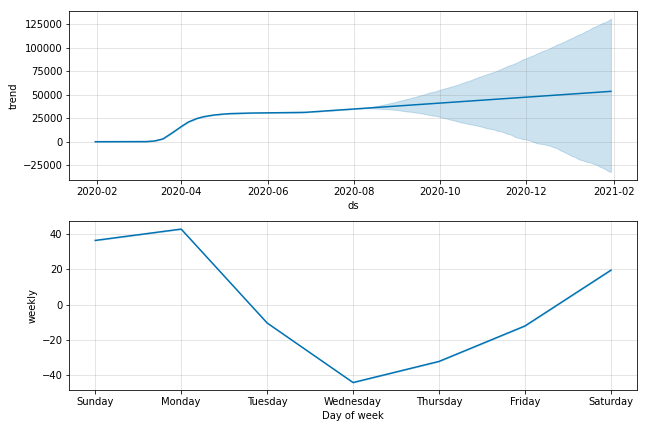 125000
100000
75000
50000
25000
0
−25000
trend
2020-02 2020-04 2020-06 2020-08 2020-10 2020-12 2021-02
ds
40
20
0
−20
−40
weekly
Sunday Monday Tuesday Wednesday Thursday Friday Saturday
Day of week